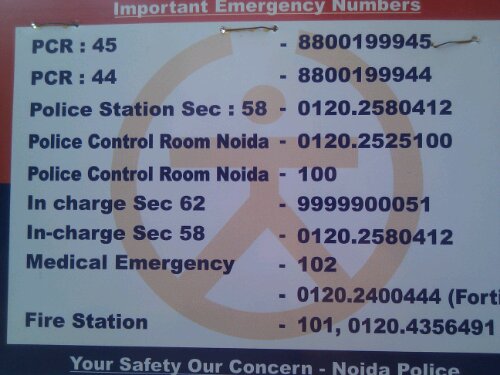 Important Emergency Numbers
PCR : 45 - 8800199945
PCR : 44 - 8800199944
Police Station Sec : 58 - 0120.2580412
Police Control Room Noida - 0120.2525100
Police Control Room Noida - 100
In charge Sec 62 - 9999900051
In-charge Sec 58 - 0120.2580412
Medical Emergency - 102
- 0120.2400444 (Forti
Fire Station - 101, 0120.4356491
Your Safety Our Concern - Noida Police